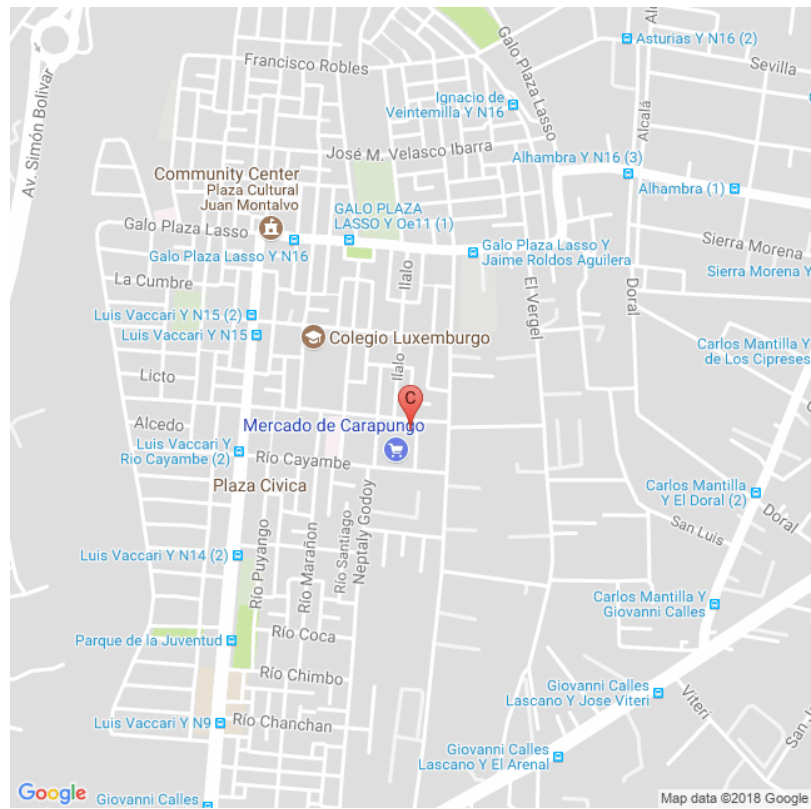 Asturias Y N16 (2)
Francisco Robles
Sevilla
Galo Plaza Lasso
Av. Simón Bolivar
Ignacio de
Veintemilla Y N16
Alcalá
José M. Velasco Ibarra
Alhambra Y N16 (3)
Community Center
Plaza Cultural
Juan Montalvo
Alhambra (1)
GALO PLAZA
LASSO Y Oe11 (1)
Galo Plaza Lasso
Galo Plaza Lasso Y N16
Galo Plaza Lasso Y
Jaime Roldos Aguilera
Sierra Morena
Sierra Morena Y
La Cumbre
Ilalo
El Vergel
Doral
Luis Vaccari Y N15 (2)
Luis Vaccari Y N15
Colegio Luxemburgo
Carlos Mantilla Y
de Los Cipreses
Licto
Ilalo
C
Alcedo
Mercado de Carapungo
Luis Vaccari Y
Rio Cayambe (2)
Río Cayambe
Plaza Civica
Neptaly Godoy
Carlos Mantilla
Y El Doral (2)
Doral
San Luis
Río Puyango
Río Marañon
Río Santiago
Luis Vaccari Y N14 (2)
Carlos Mantilla Y
Giovanni Calles
Parque de la Juventud
Río Coca
Río Chimbo
Giovanni Calles
Lascano Y Jose Viteri
Viteri
Luis Vaccari Y N9
Río Chanchan
San J
Giovanni Calles
Lascano Y El Arenal
Google
Giovanni Calles
Map data ©2018 Google